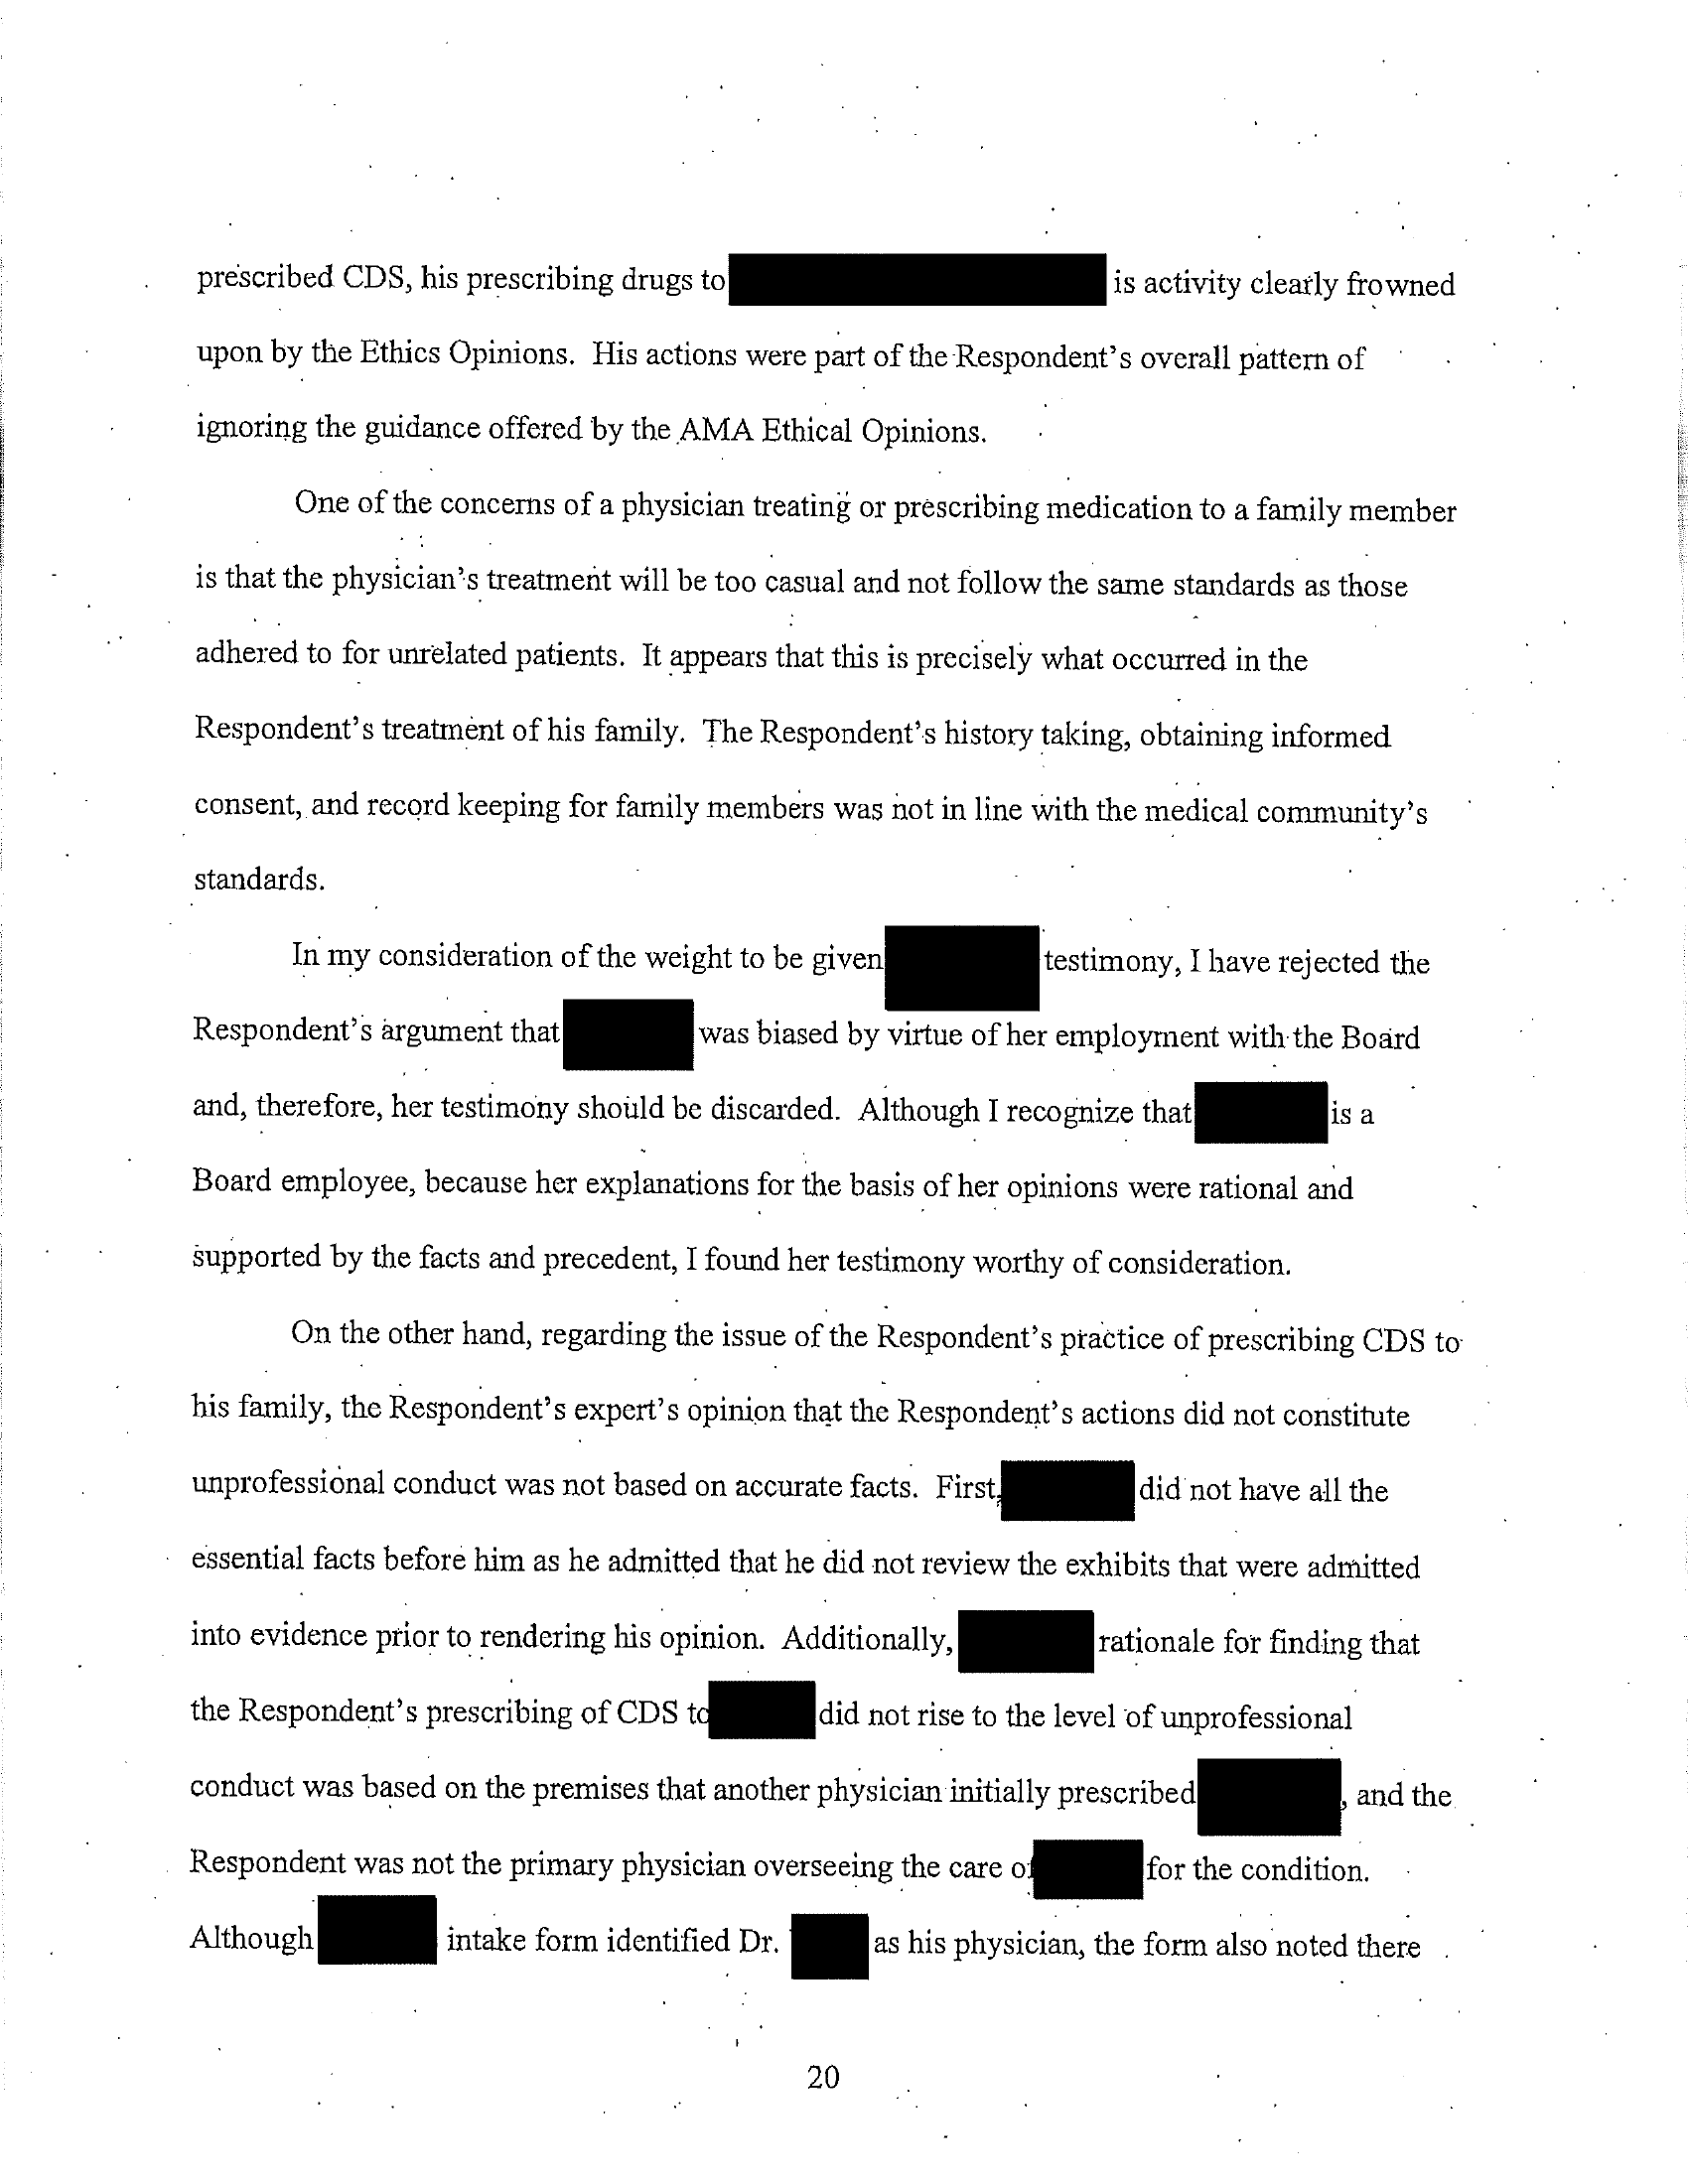 prescribed CDS, his prescribing drugs to is activity clearly frowned
upon by the Ethics Opinions. His actions were part of the Respondent's overall pattern of
ignoring the guidance offered by the AMA Ethical Opinions.
One of the concerns of a physician treating or prescribing medication to a family member
is that the physician's treatment will be too casual and not follow the same standards as those
adhered to for unrelated patients. It appears that this is precisely what occurred in the
Respondent's treatment of his family. The Respondent's history taking, obtaining informed
consent, and record keeping for family members was not in line with the medical community's
standards.
In my consideration of the weight to be given testimony, I have rejected the
Respondent's argument that was biased by virtue of her employment with the Board
and, therefore, her testimony should be discarded. Although I recognize that is a
Board employee, because her explanations for the basis of her opinions were rational and
supported by the facts and precedent, I found her testimony worthy of consideration.
On the other hand, regarding the issue of the Respondent's practice of prescribing CDS to
his family, the Respondent's expert's opinion that the Respondent's actions did not constitute
unprofessional conduct was not based on accurate facts. First, did not have all the
essential facts before him as he admitted that he did not review the exhibits that were admitted
into evidence prior to rendering his opinion. Additionally, rationale for finding that
the Respondent's prescribing of CDS to did not rise to the level of unprofessional
conduct was based on the premises that another physician initially prescribed , and the
Respondent was not the primary physician overseeing the care of for the condition.
Although intake form identified Dr. as his physician, the form also noted there
20